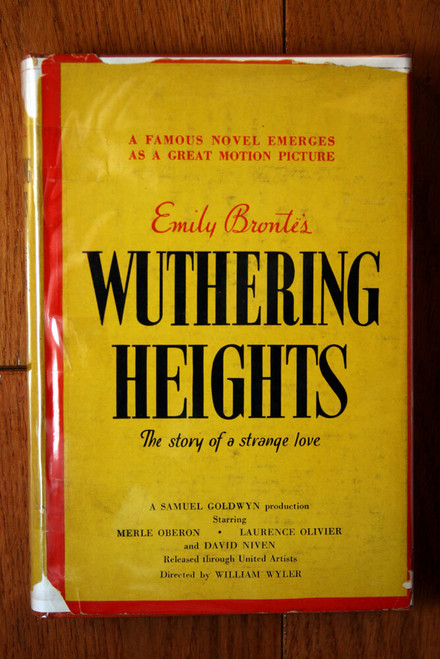 A FAMOUS NOVEL EMERGES
AS A GREAT MOTION PICTURE
Emily Brontë's
WUTHERING
HEIGHTS
The story of a strange love
A SAMUEL GOLDWYN production
Starring
MERLE OBERON • LAURENCE OLIVIER
and DAVID NIVEN
Released through United Artists
Directed by WILLIAM WYLER